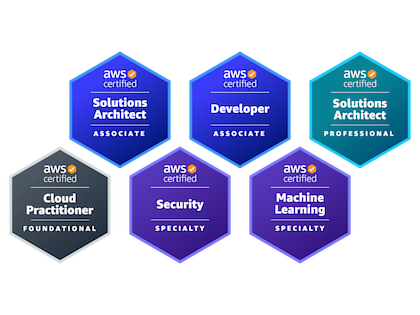 aws
certified
Solutions
Architect
ASSOCIATE
aws
certified
Developer
ASSOCIATE
aws
certified
Solutions
Architect
PROFESSIONAL
aws
certified
Cloud
Practitioner
FOUNDATIONAL
aws
certified
Security
SPECIALTY
aws
certified
Machine
Learning
SPECIALTY